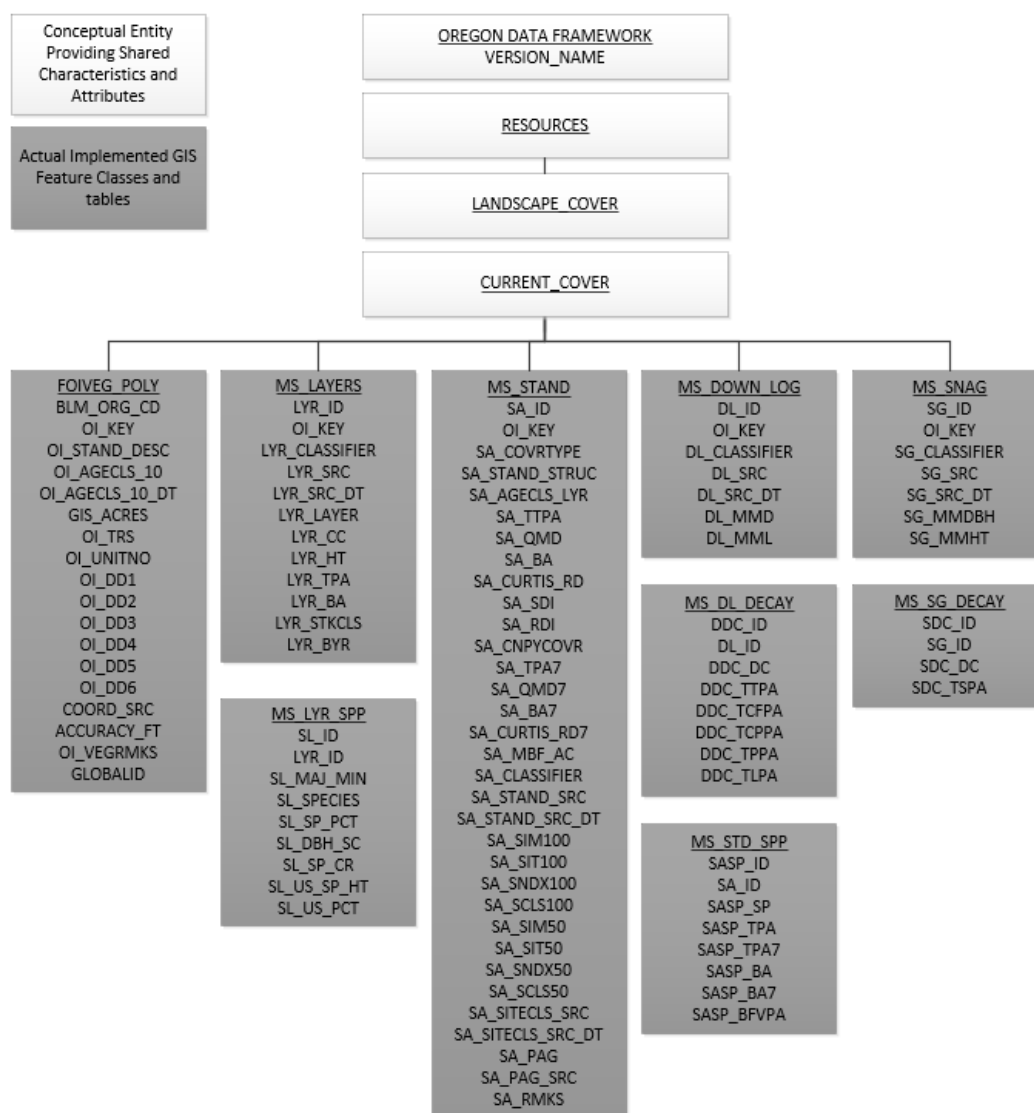 Conceptual Entity
Providing Shared
Characteristics and
Attributes
Actual Implemented GIS
Feature Classes and
tables
OREGON DATA FRAMEWORK
VERSION_NAME
RESOURCES
LANDSCAPE_COVER
CURRENT_COVER
FOIVEG_POLY
BLM_ORG_CD
OI_KEY
OI_STAND_DESC
OI_AGECLS_10
OI_AGECLS_10_DT
GIS_ACRES
OI_TRS
OI_UNITNO
OI_DD1
OI_DD2
OI_DD3
OI_DD4
OI_DD5
OI_DD6
COORD_SRC
ACCURACY_FT
OI_VEGRMKS
GLOBALID
MS_LAYERS
LYR_ID
OI_KEY
LYR_CLASSIFIER
LYR_SRC
LYR_SRC_DT
LYR_LAYER
LYR_CC
LYR_HT
LYR_TPA
LYR_BA
LYR_STKCLS
LYR_BYR
MS_LYR_SPP
SL_ID
LYR_ID
SL_MAJ_MIN
SL_SPECIES
SL_SP_PCT
SL_DBH_SC
SL_SP_CR
SL_US_SP_HT
SL_US_PCT
MS_STAND
SA_ID
OI_KEY
SA_COVRTYPE
SA_STAND_STRUC
SA_AGECLS_LYR
SA_TTPA
SA_QMD
SA_BA
SA_CURTIS_RD
SA_SDI
SA_RDI
SA_CNPYCOVR
SA_TPA7
SA_QMD7
SA_BA7
SA_CURTIS_RD7
SA_MBF_AC
SA_CLASSIFIER
SA_STAND_SRC
SA_STAND_SRC_DT
SA_SIM100
SA_SIT100
SA_SNDX100
SA_SCLS100
SA_SIM50
SA_SIT50
SA_SNDX50
SA_SCLS50
SA_SITECLS_SRC
SA_SITECLS_SRC_DT
SA_PAG
SA_PAG_SRC
SA_RMKS
MS_DOWN_LOG
DL_ID
OI_KEY
DL_CLASSIFIER
DL_SRC
DL_SRC_DT
DL_MMD
DL_MML
MS_DL_DECAY
DDC_ID
DL_ID
DDC_DC
DDC_TTPA
DDC_TCFPA
DDC_TCPPA
DDC_TPPA
DDC_TLPA
MS_STD_SPP
SASP_ID
SA_ID
SASP_SP
SASP_TPA
SASP_TPA7
SASP_BA
SASP_BA7
SASP_BFVPA
MS_SNAG
SG_ID
OI_KEY
SG_CLASSIFIER
SG_SRC
SG_SRC_DT
SG_MMDBH
SG_MMHT
MS_SG_DECAY
SDC_ID
SG_ID
SDC_DC
SDC_TSPA